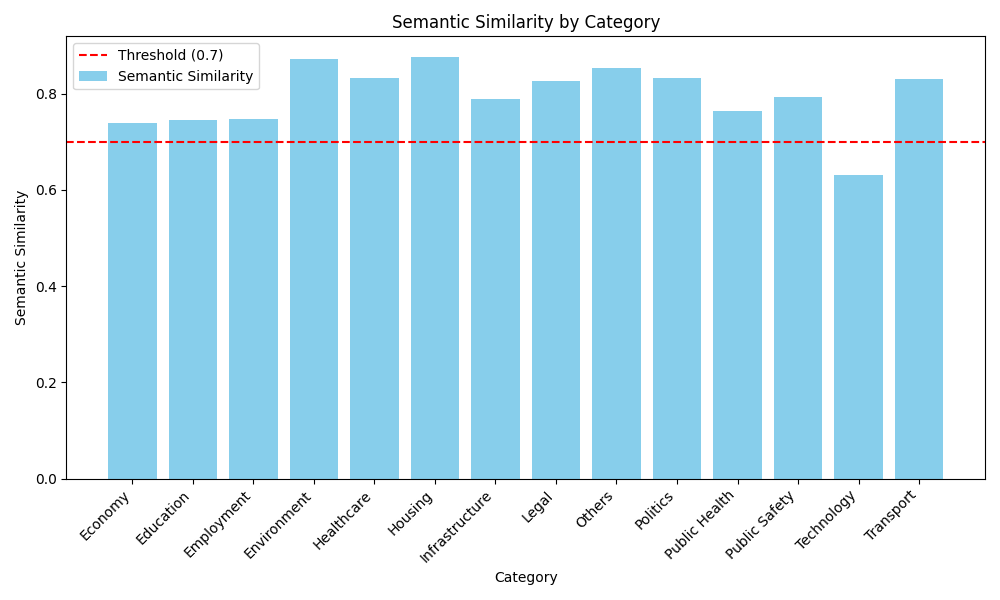 Semantic Similarity by Category
Threshold (0.7)
Semantic Similarity
Semantic Similarity
0.8
0.6
0.4
0.2
0.0
Economy
Education
Employment
Environment
Healthcare
Housing
Infrastructure
Legal
Others
Politics
Public Health
Public Safety
Technology
Transport
Category